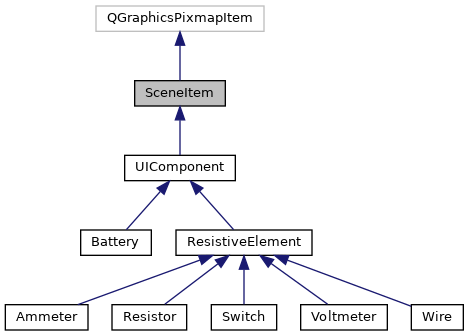 QGraphicsPixmapItem
SceneItem
UIComponent
Battery
ResistiveElement
Ammeter
Resistor
Switch
Voltmeter
Wire